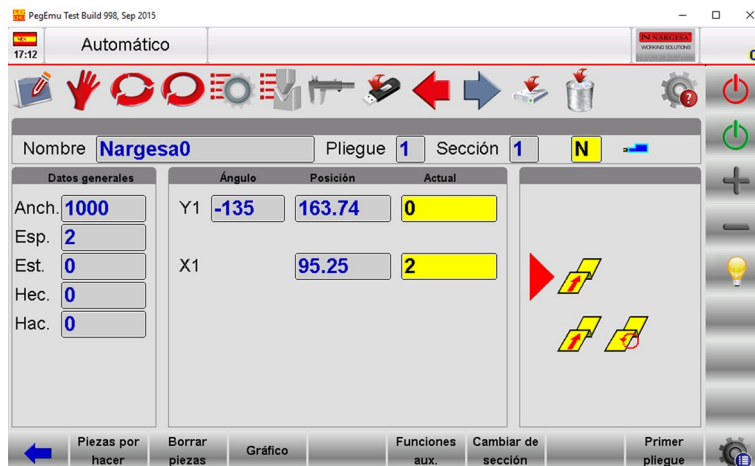 PegEmu Test Build 998, Sep 2015
17:12
Automático
N NARGESA
WORKING SOLUTIONS
Nombre Nargesa0 Pliegue 1 Sección 1 N
Datos generales
Ángulo Posición Actual
Anch. 1000
Y1 -135 163.74 0
Esp. 2
Est. 0
X1 95.25 2
Hec. 0
Hac. 0
Piezas por hacer
Borrar piezas
Gráfico
Funciones aux.
Cambiar de sección
Primer pliegue